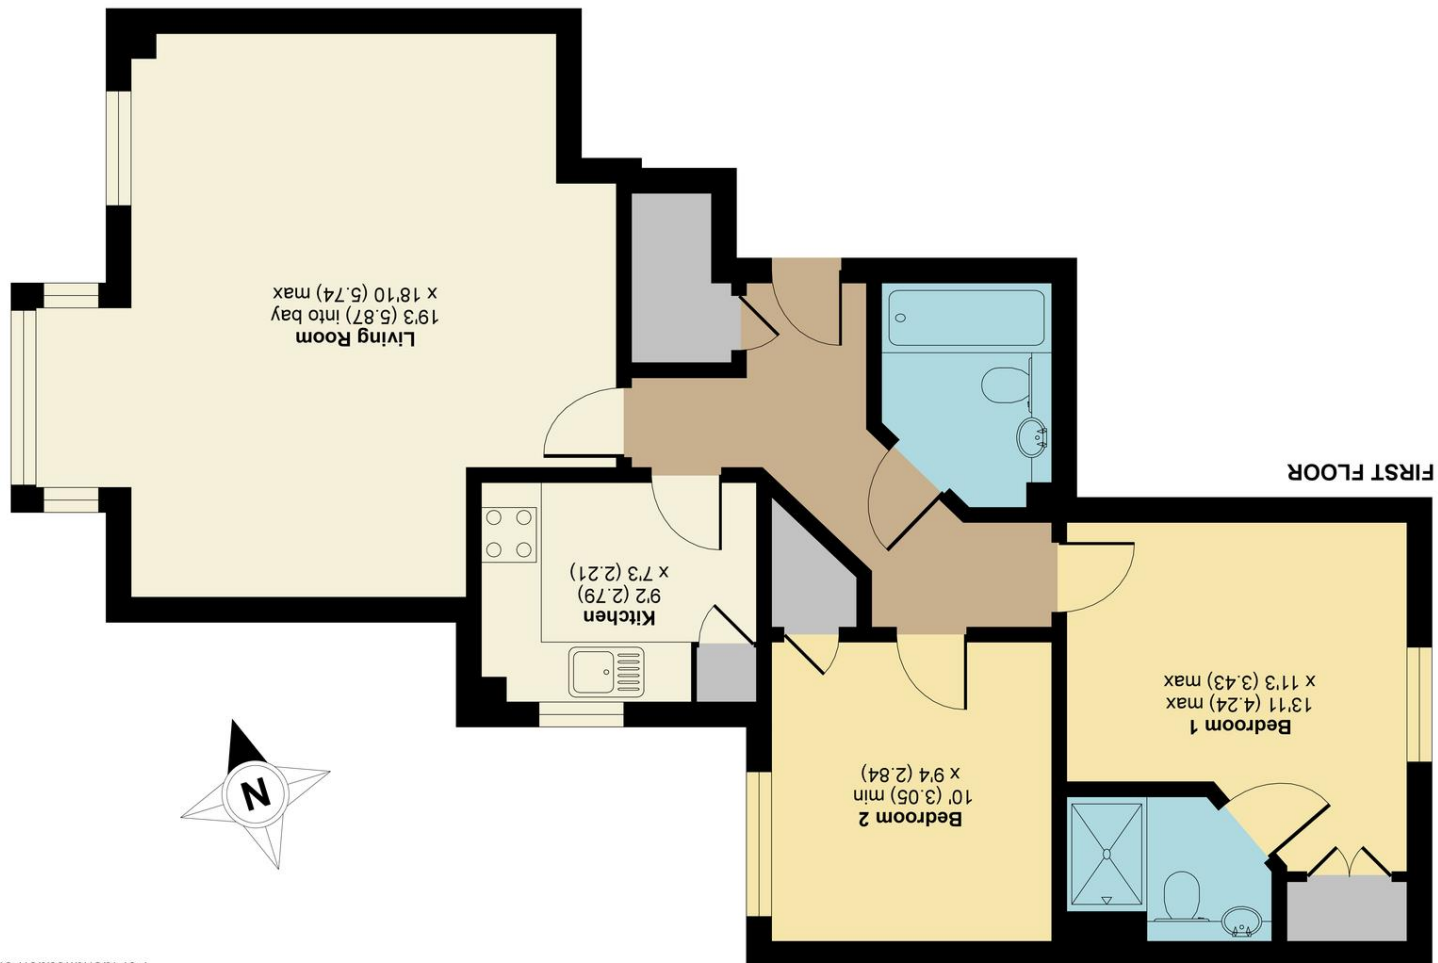 FIRST FLOOR
Bedroom 1
13'11 (4.24) max
x 11'3 (3.43) max
Bedroom 2
10' (3.05) min
x 9'4 (2.84)
Kitchen
9'2 (2.79)
x 7'3 (2.21)
Living Room
19'3 (5.87) into bay
x 18'10 (5.74) max
N